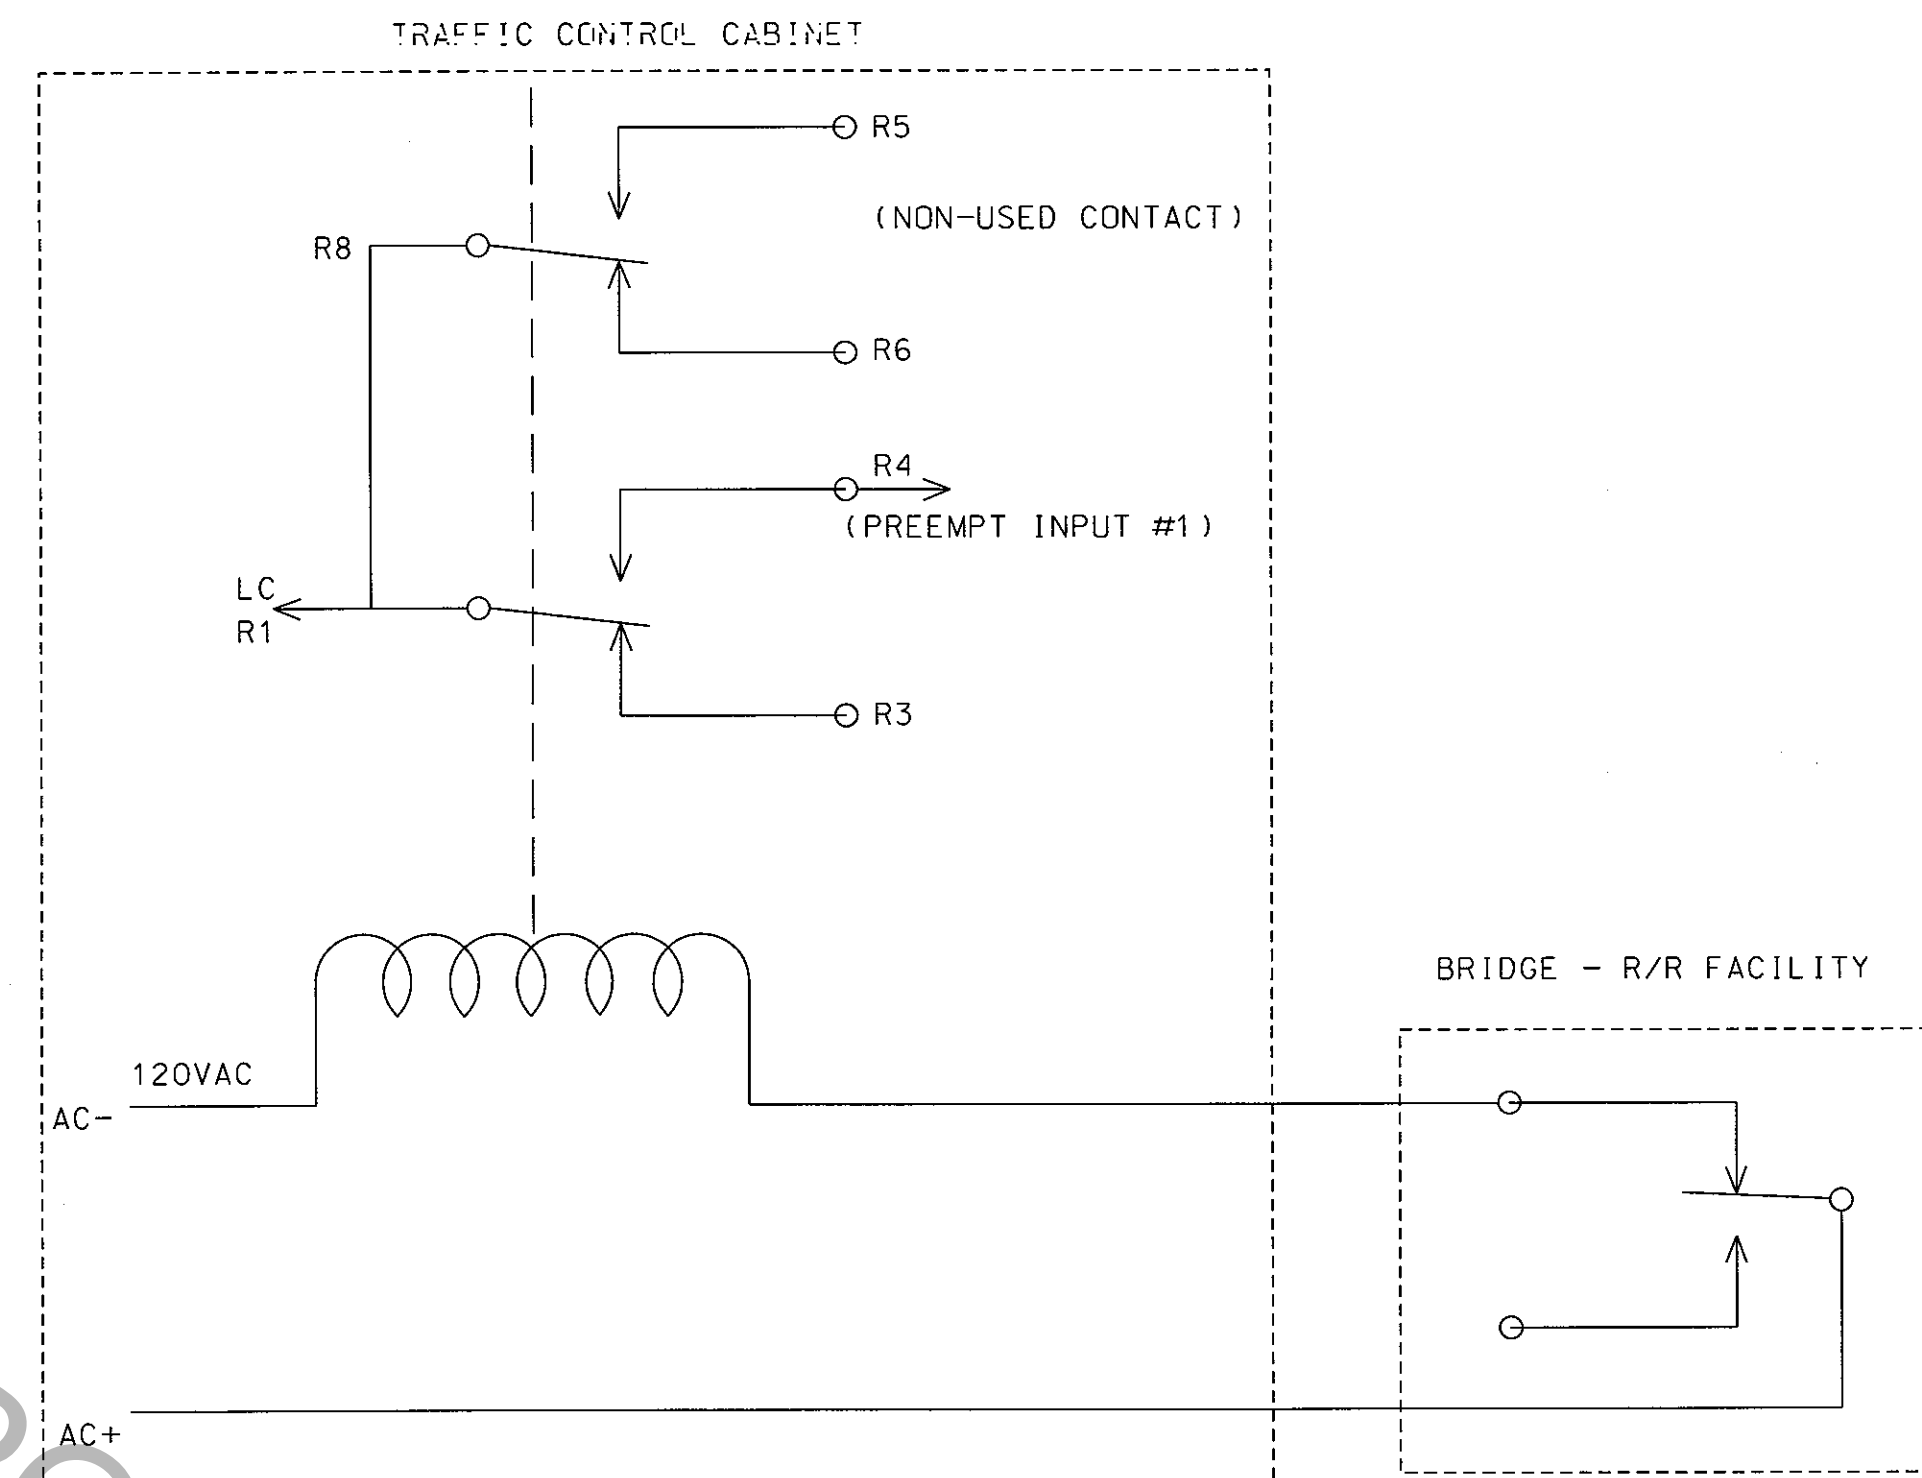 TRAFFIC CONTROL CABINET
R5
(NON-USED CONTACT)
R8
R6
R4
(PREEMPT INPUT #1)
LC
R1
R3
BRIDGE - R/R FACILITY
120VAC
AC-
AC+